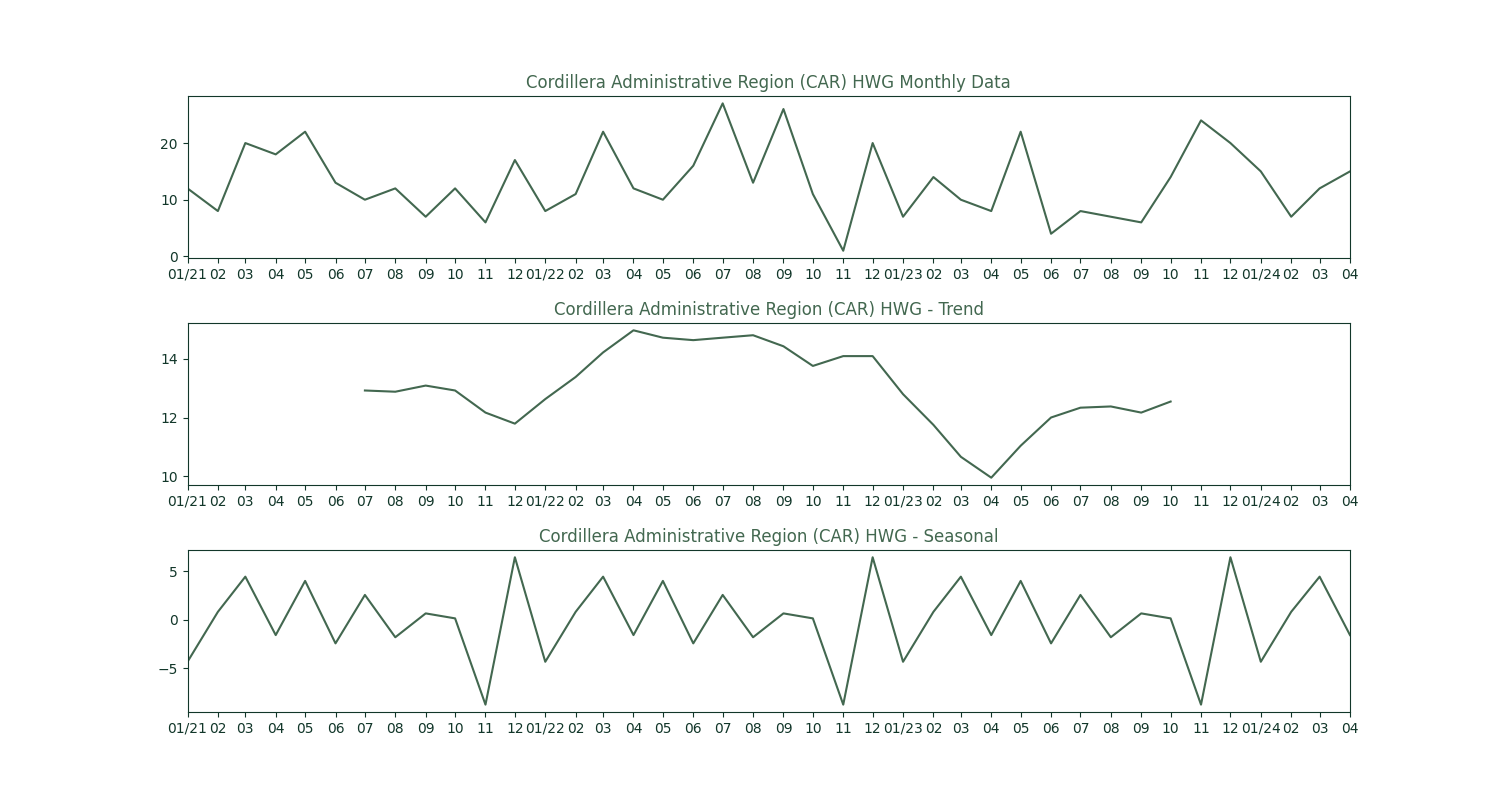 Cordillera Administrative Region (CAR) HWG Monthly Data
20
10
0
01/21 02 03 04 05 06 07 08 09 10 11 12 01/22 02 03 04 05 06 07 08 09 10 11 12 01/23 02 03 04 05 06 07 08 09 10 11 12 01/24 02 03 04
Cordillera Administrative Region (CAR) HWG - Trend
14
12
10
01/21 02 03 04 05 06 07 08 09 10 11 12 01/22 02 03 04 05 06 07 08 09 10 11 12 01/23 02 03 04 05 06 07 08 09 10 11 12 01/24 02 03 04
Cordillera Administrative Region (CAR) HWG - Seasonal
5
0
−5
01/21 02 03 04 05 06 07 08 09 10 11 12 01/22 02 03 04 05 06 07 08 09 10 11 12 01/23 02 03 04 05 06 07 08 09 10 11 12 01/24 02 03 04